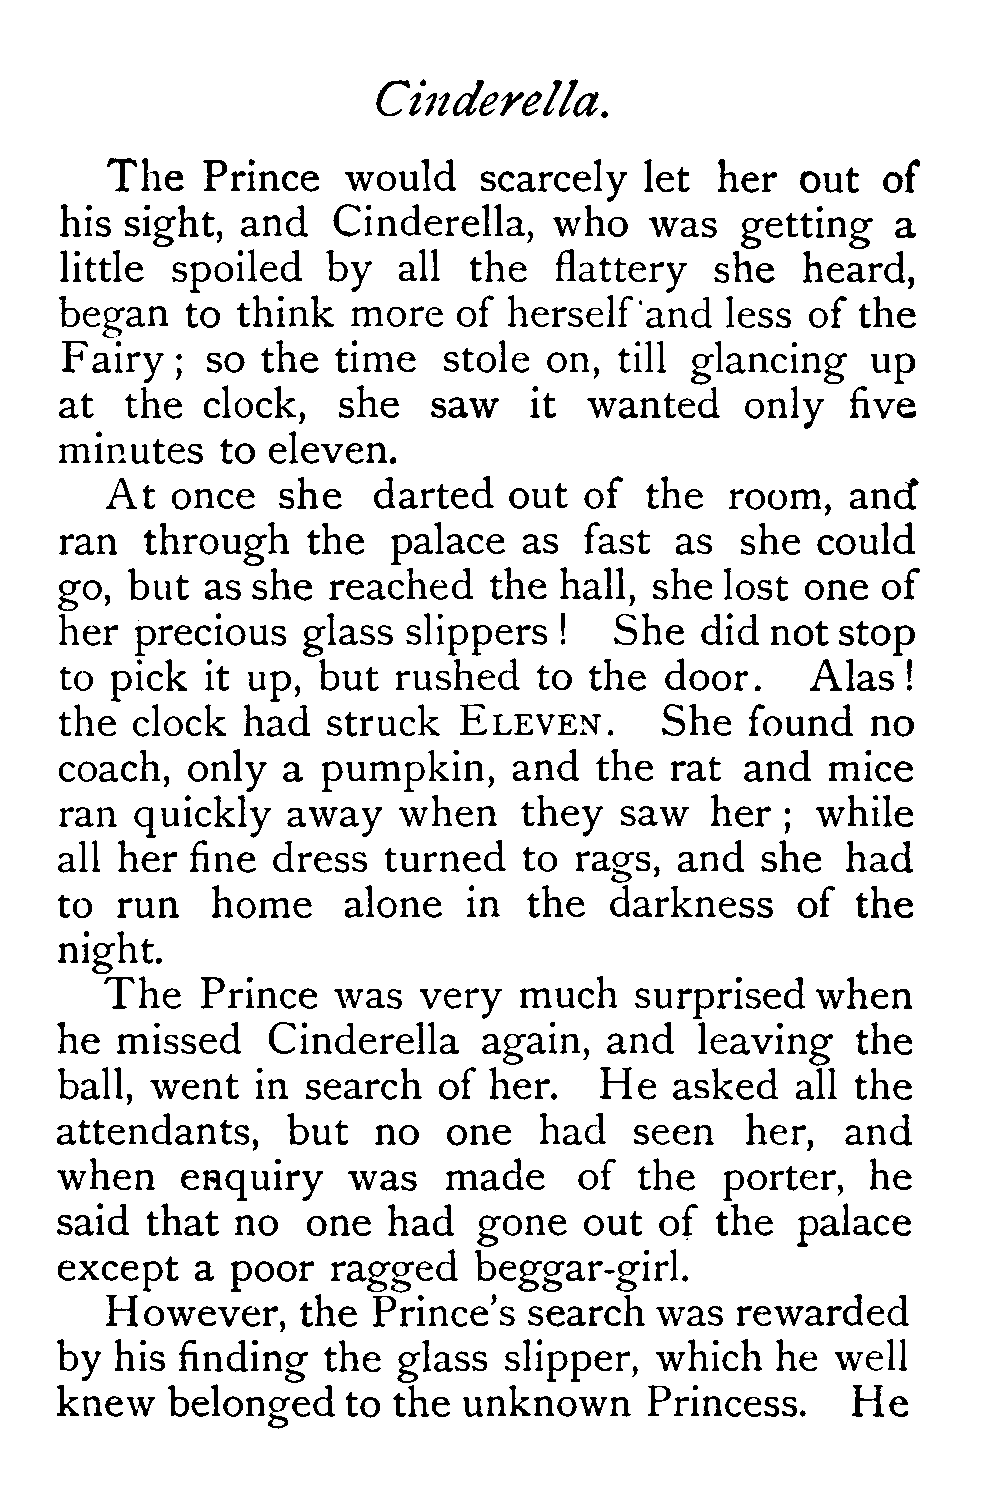 Cinderella.
The Prince would scarcely let her out of
his sight, and Cinderella, who was getting a
little spoiled by all the flattery she heard,
began to think more of herself and less of the
Fairy ; so the time stole on, till glancing up
at the clock, she saw it wanted only five
minutes to eleven.
At once she darted out of the room, and
ran through the palace as fast as she could
go, but as she reached the hall, she lost one of
her precious glass slippers ! She did not stop
to pick it up, but rushed to the door. Alas !
the clock had struck ELEVEN. She found no
coach, only a pumpkin, and the rat and mice
ran quickly away when they saw her ; while
all her fine dress turned to rags, and she had
to run home alone in the darkness of the
night.
The Prince was very much surprised when
he missed Cinderella again, and leaving the
ball, went in search of her. He asked all the
attendants, but no one had seen her, and
when enquiry was made of the porter, he
said that no one had gone out of the palace
except a poor ragged beggar-girl.
However, the Prince's search was rewarded
by his finding the glass slipper, which he well
knew belonged to the unknown Princess. He